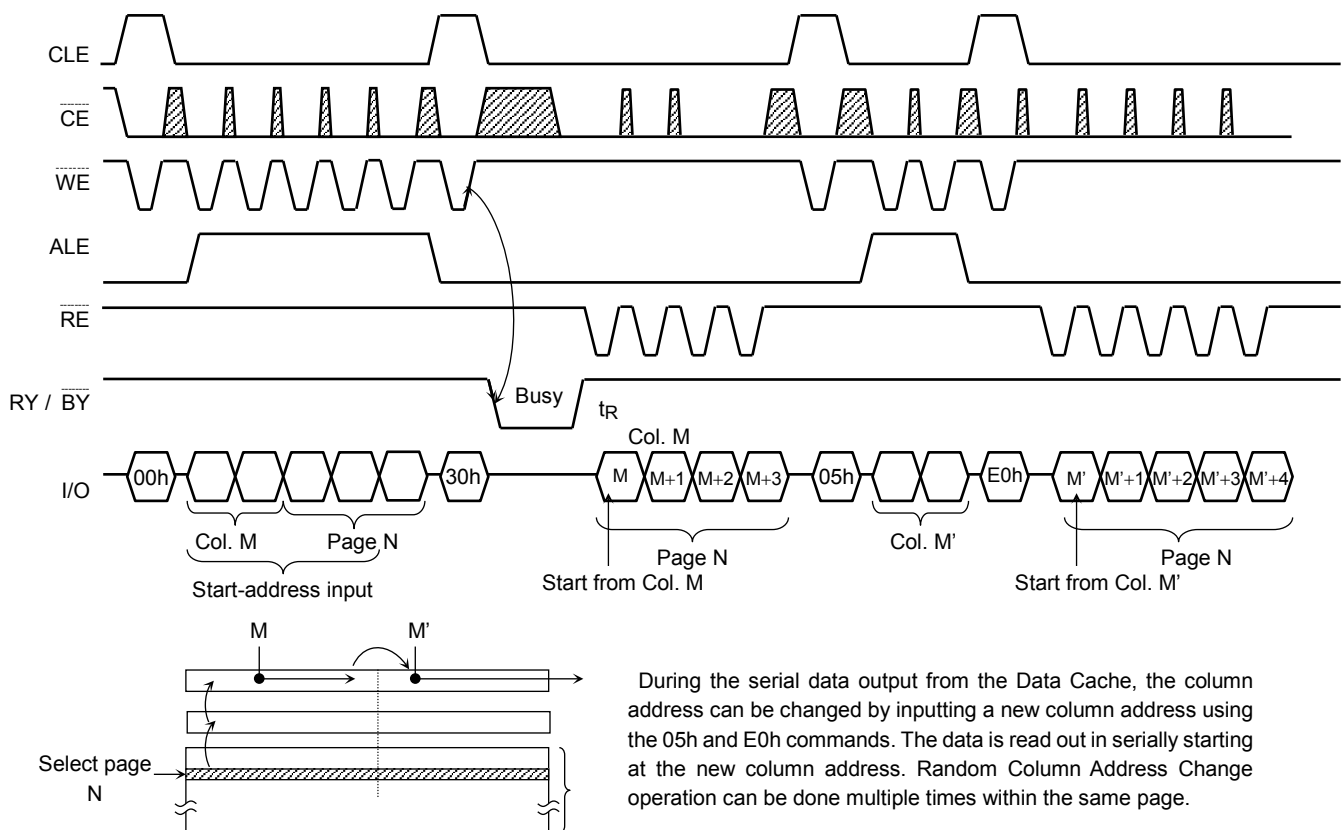 CLE
CE
WE
ALE
RE
RY / BY
Busy
tR
Col. M
I/O
00h
30h
M
M+1
M+2
M+3
05h
E0h
M'
M'+1
M'+2
M'+3
M'+4
Col. M
Page N
Page N
Col. M'
Page N
Start-address input
Start from Col. M
Start from Col. M'
M
M'
Select page
N
During the serial data output from the Data Cache, the column
address can be changed by inputting a new column address using
the 05h and E0h commands. The data is read out in serially starting
at the new column address. Random Column Address Change
operation can be done multiple times within the same page.